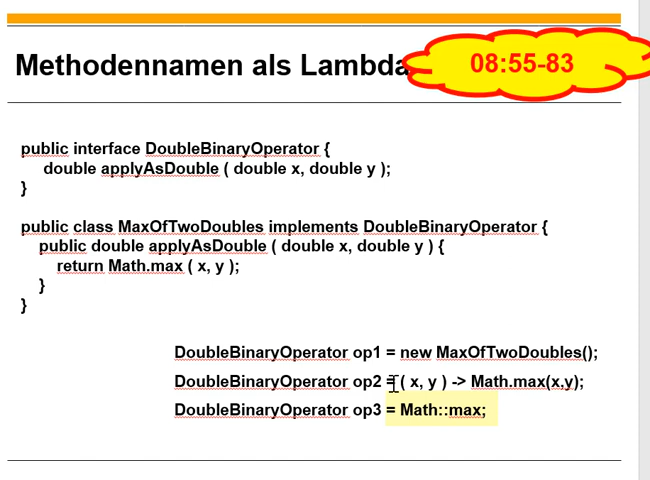 Methodennamen als Lambda
08:55-83
public interface DoubleBinaryOperator {
double applyAsDouble ( double x, double y );
}
public class MaxOfTwoDoubles implements DoubleBinaryOperator {
public double applyAsDouble ( double x, double y ) {
return Math.max ( x, y );
}
}
DoubleBinaryOperator op1 = new MaxOfTwoDoubles();
DoubleBinaryOperator op2 = ( x, y ) -> Math.max(x,y);
DoubleBinaryOperator op3 = Math::max;